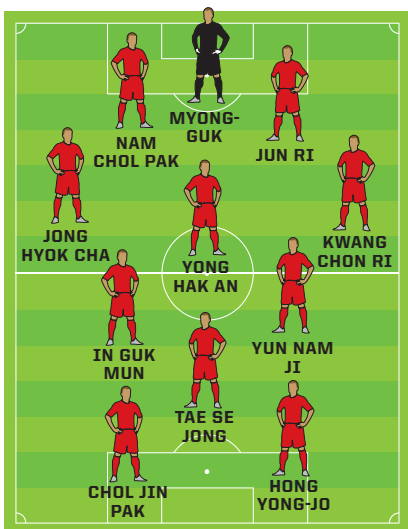 MYONG-
GUK
NAM
CHOL PAK
JUN RI
JONG
HYOK CHA
KWANG
CHON RI
YONG
HAK AN
IN GUK
MUN
YUN NAM
JI
TAE SE
JONG
CHOL JIN
PAK
HONG
YONG-JO